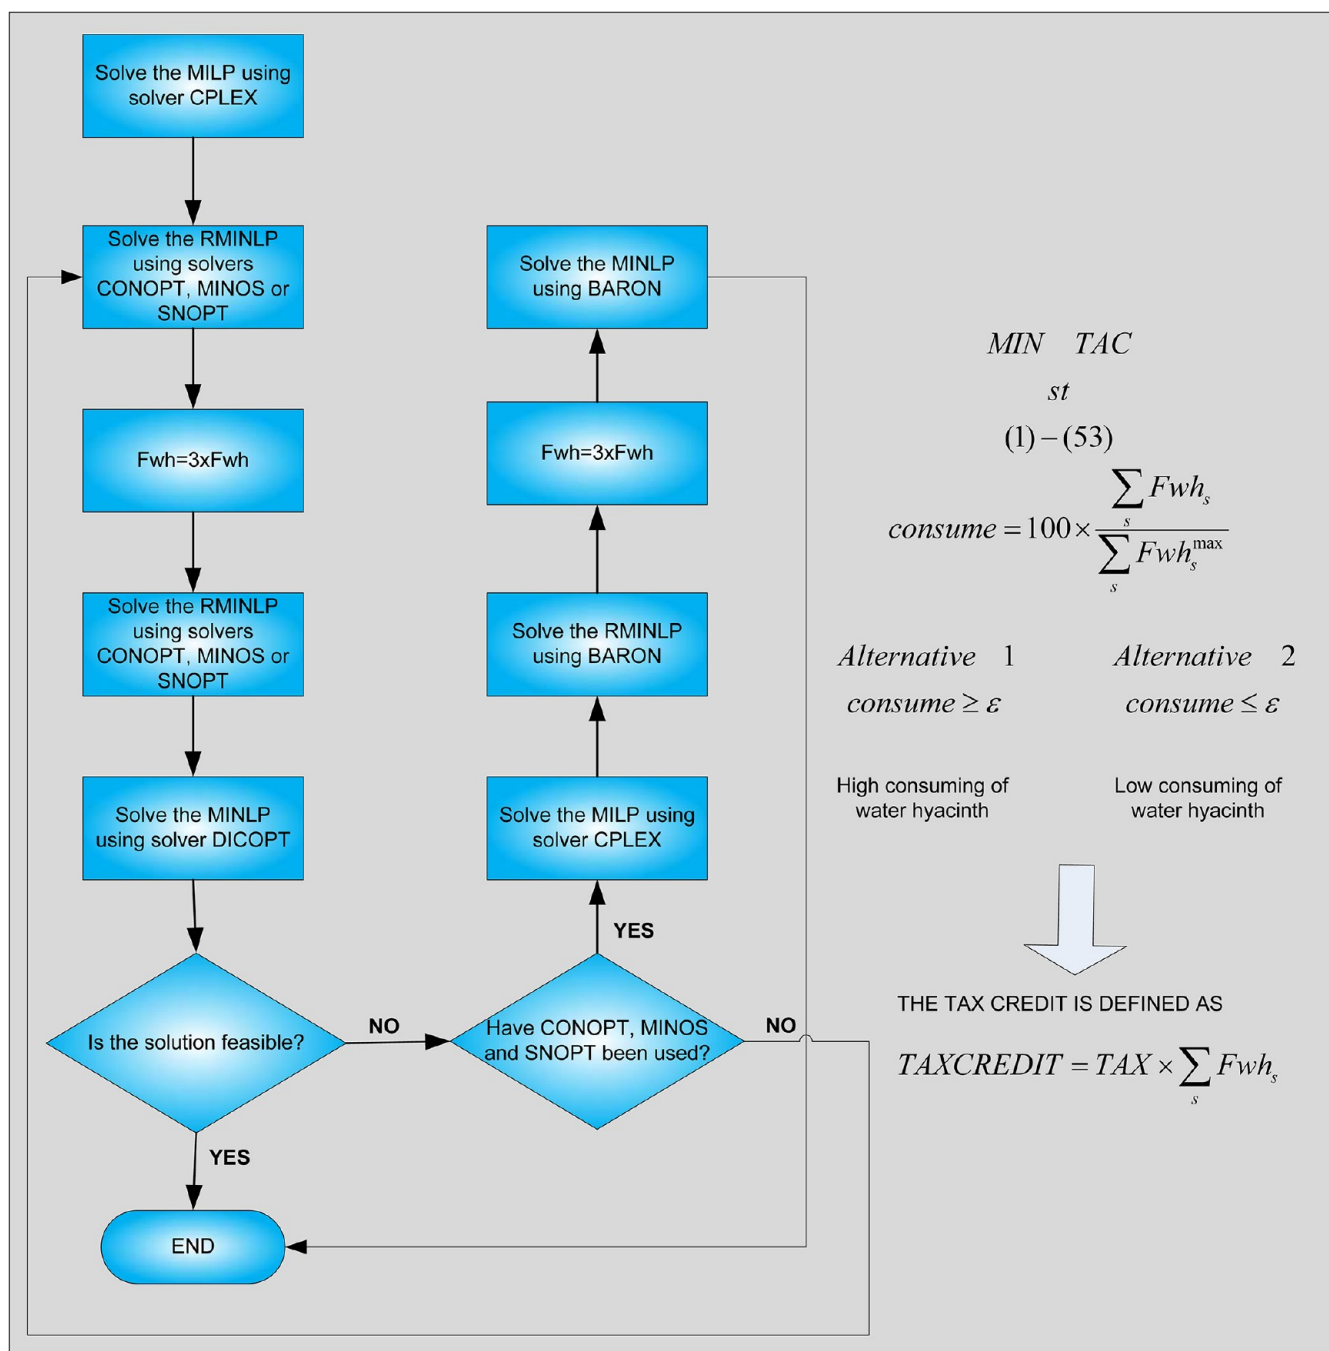 Solve the MILP using
solver CPLEX
Solve the RMINLP
using solvers
CONOPT, MINOS or
SNOPT
Fwh=3xFwh
Solve the RMINLP
using solvers
CONOPT, MINOS or
SNOPT
Solve the MINLP
using solver DICOPT
Is the solution feasible?
NO
YES
END
Have CONOPT, MINOS
and SNOPT been used?
NO
YES
Solve the MILP using
solver CPLEX
Solve the RMINLP
using BARON
Fwh=3xFwh
Solve the MINLP
using BARON
MIN TAC
st
(1) – (53)
consume = 100 × ∑_s Fwh_s / ∑_s Fwh_s^max
Alternative 1
consume ≥ ε
High consuming of
water hyacinth
Alternative 2
consume ≤ ε
Low consuming of
water hyacinth
THE TAX CREDIT IS DEFINED AS
TAXCREDIT = TAX × ∑_s Fwh_s